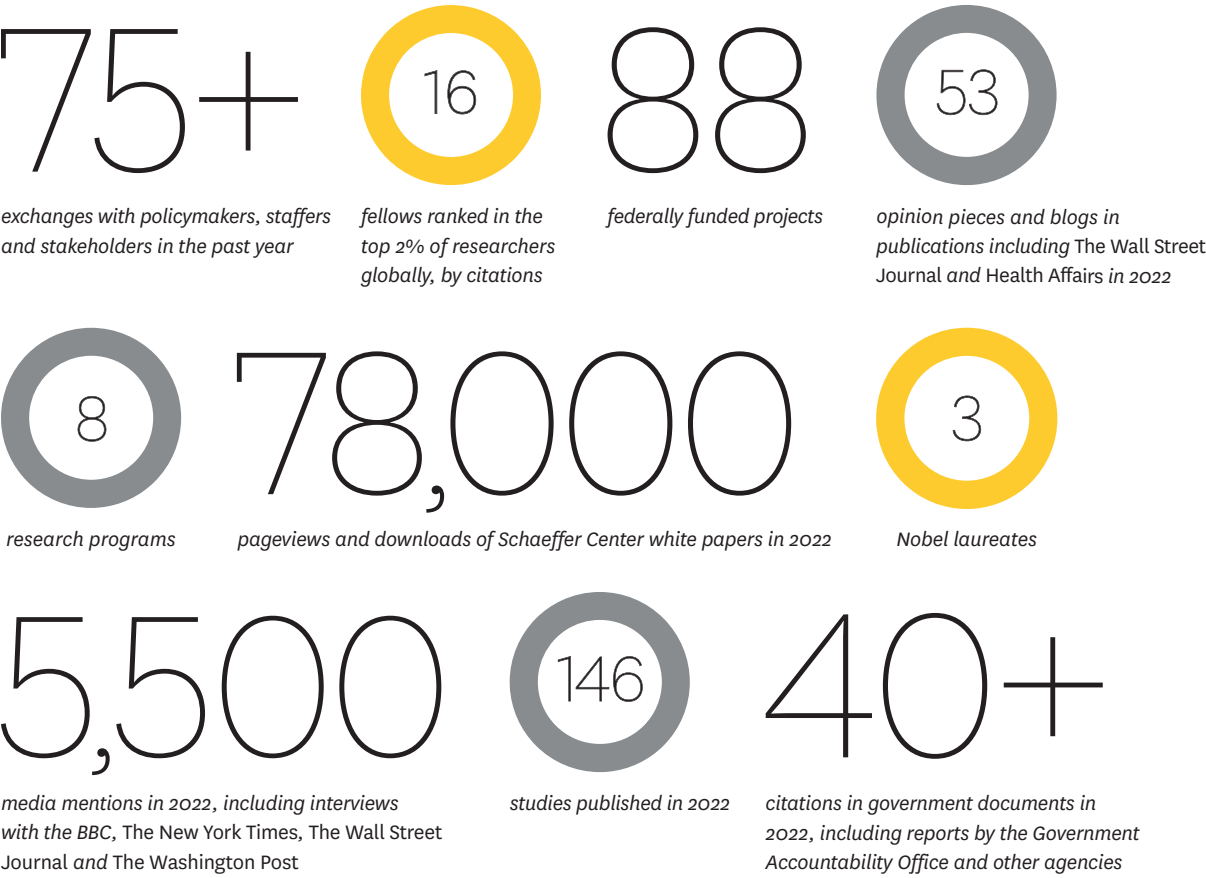 75+
exchanges with policymakers, staffers
and stakeholders in the past year
16
fellows ranked in the
top 2% of researchers
globally, by citations
88
federally funded projects
53
opinion pieces and blogs in
publications including The Wall Street
Journal and Health Affairs in 2022
8
research programs
78,000
pageviews and downloads of Schaeffer Center white papers in 2022
3
Nobel laureates
5,500
media mentions in 2022, including interviews
with the BBC, The New York Times, The Wall Street
Journal and The Washington Post
146
studies published in 2022
40+
citations in government documents in
2022, including reports by the Government
Accountability Office and other agencies